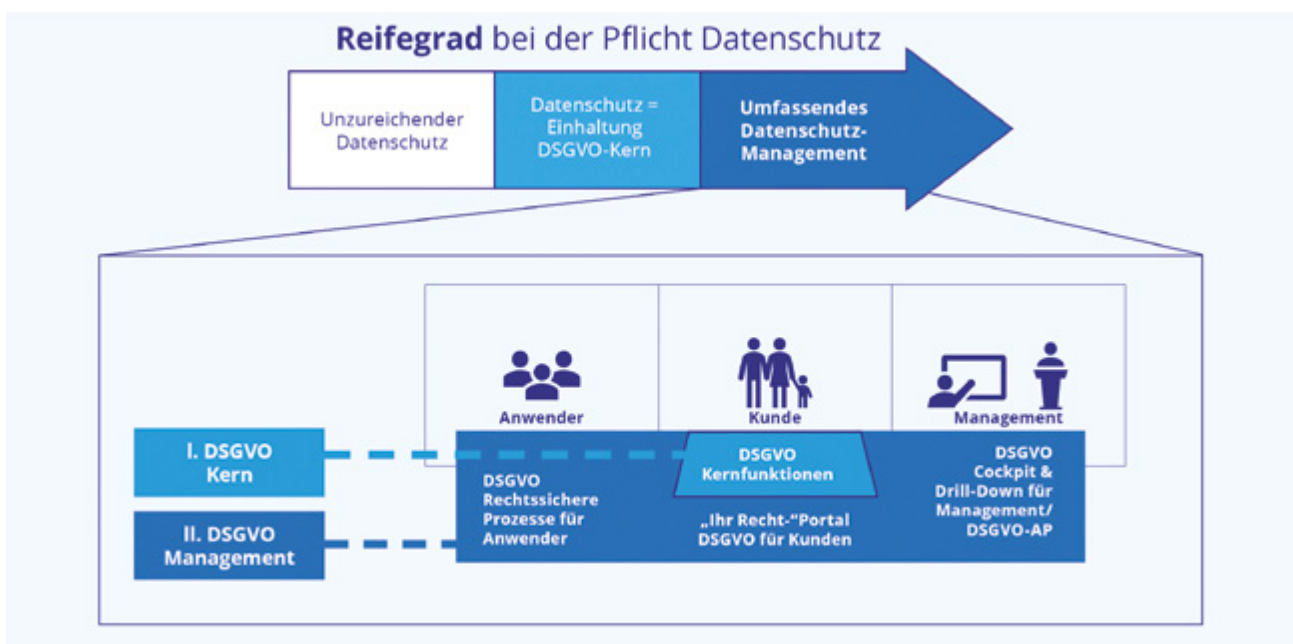 Reifegrad bei der Pflicht Datenschutz
Unzureichender
Datenschutz
Datenschutz =
Einhaltung
DSGVO-Kern
Umfassendes
Datenschutz-
Management
Anwender
Kunde
Management
I. DSGVO
Kern
II. DSGVO
Management
DSGVO
Rechtssichere
Prozesse für
Anwender
DSGVO
Kernfunktionen
„Ihr Recht-"Portal
DSGVO für Kunden
DSGVO
Cockpit &
Drill-Down für
Management/
DSGVO-AP